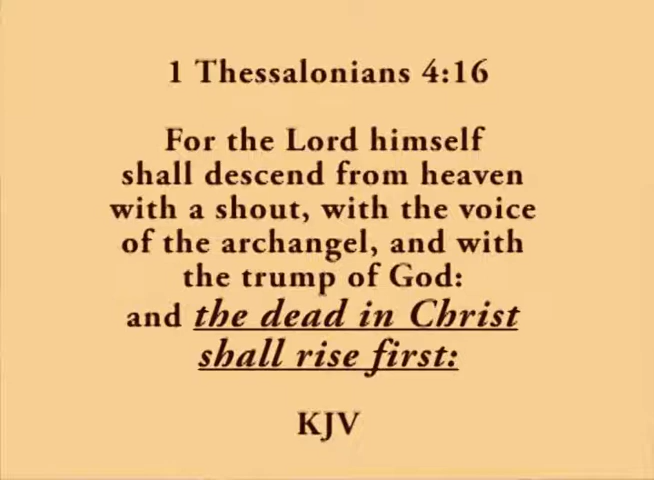 1 Thessalonians 4:16
For the Lord himself
shall descend from heaven
with a shout, with the voice
of the archangel, and with
the trump of God:
and the dead in Christ
shall rise first:
KJV